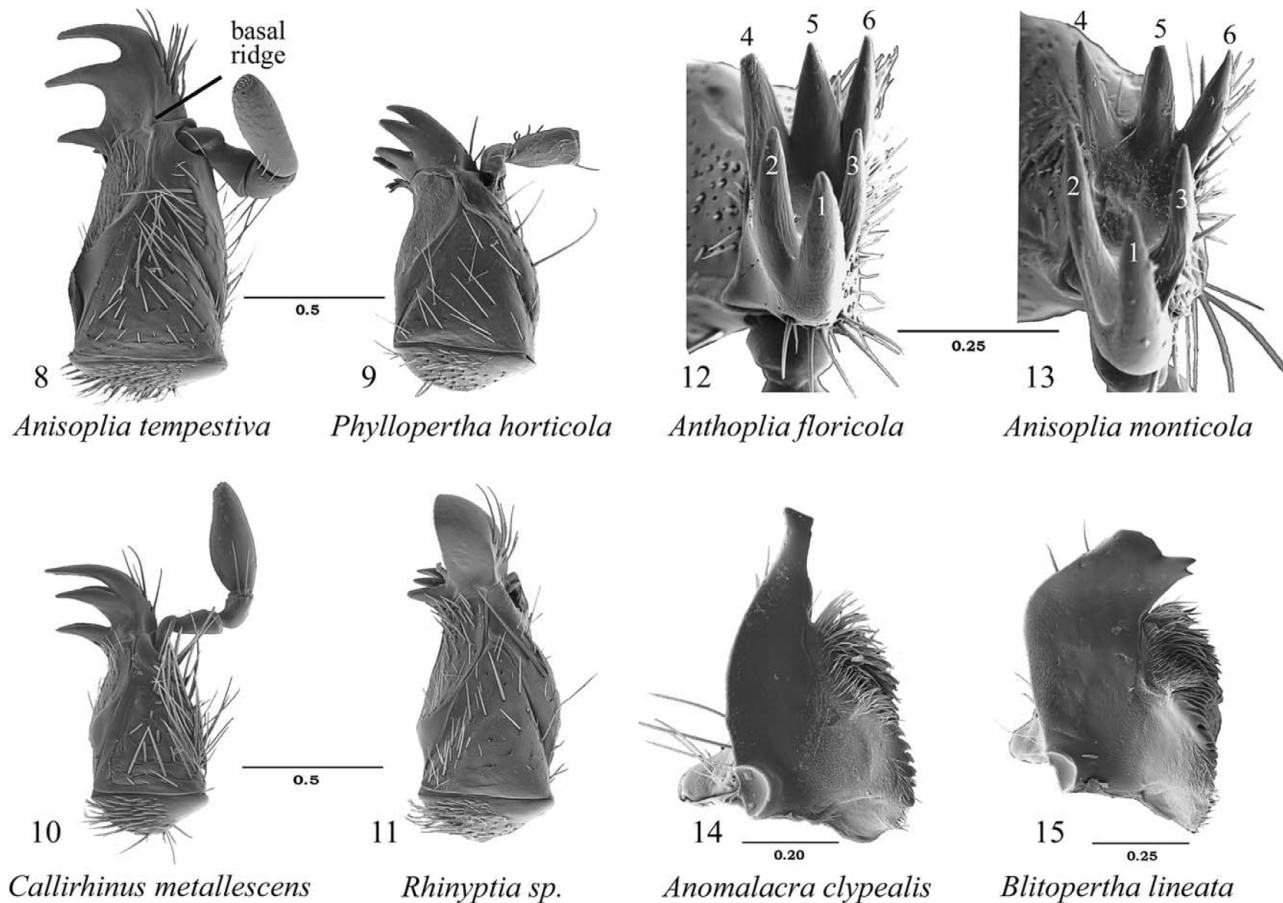 basal
ridge
4 5 6
2 3
1
4 5 6
2 3
1
0.5
0.25
8 9 12 13
Anisoplia tempestiva Phyllopertha horticola Anthoplia floricola Anisoplia monticola
0.5
10 11 14 15
0.20
0.25
Callirhinus metallescens Rhinyptia sp. Anomalacra clypealis Blitopertha lineata